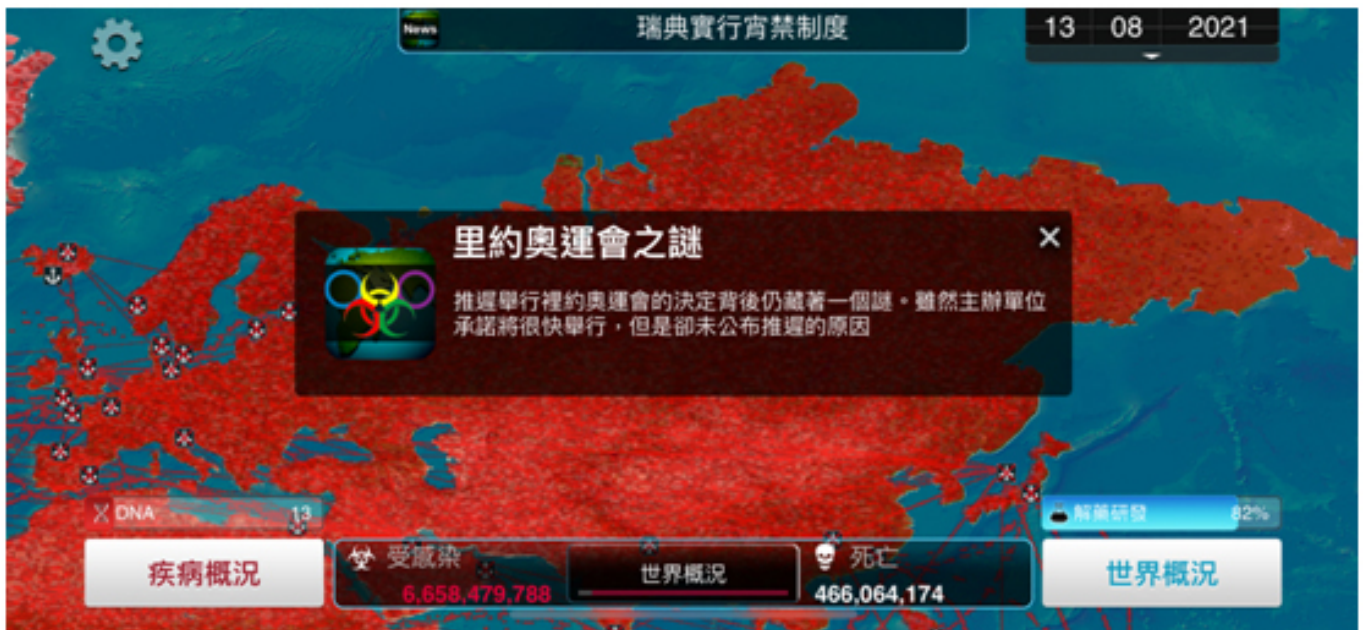 News 瑞典實行宵禁制度
13 08 2021
里約奧運會之謎
推遲舉行裡約奧運會的決定背後仍藏著一個謎。雖然主辦單位
承諾將很快舉行，但是卻未公布推遲的原因
DNA 13
解藥研發 82%
疾病概況
受感染
6,658,479,788
世界概況
死亡
466,064,174
世界概況